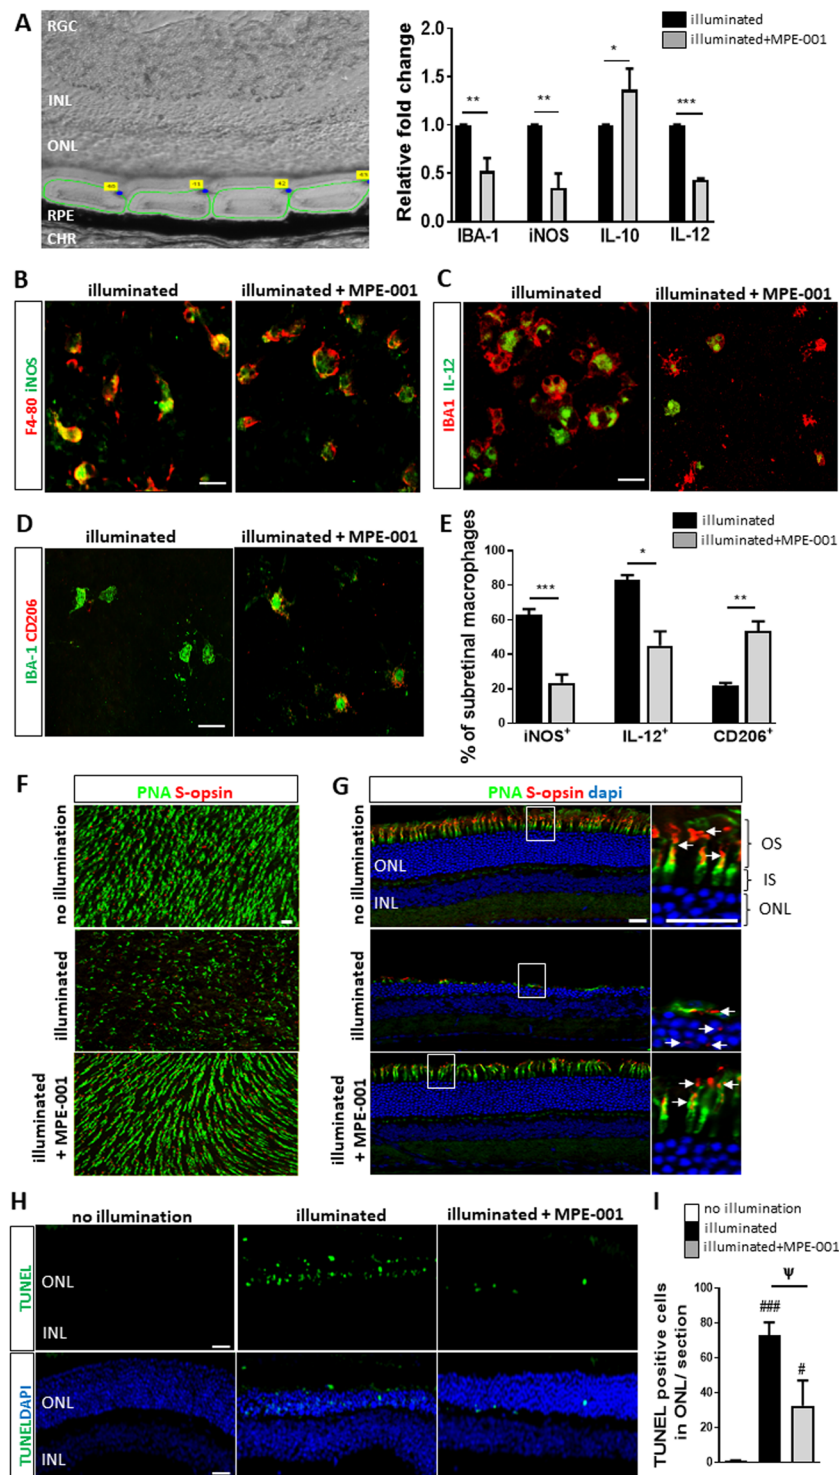 A
RGC
INL
ONL
RPE
CHR
illuminated
illuminated+MPE-001
Relative fold change
2.0
1.5
1.0
0.5
0.0
**
**
*
***
IBA-1
iNOS
IL-10
IL-12
B
illuminated
illuminated + MPE-001
F4-80 iNOS
C
illuminated
illuminated + MPE-001
IBA1 IL-12
D
illuminated
illuminated + MPE-001
IBA-1 CD206
E
illuminated
illuminated+MPE-001
% of subretinal macrophages
100
80
60
40
20
0
***
*
**
iNOS+
IL-12+
CD206+
F
PNA S-opsin
no illumination
illuminated
illuminated
+ MPE-001
G
PNA S-opsin dapi
no illumination
ONL
INL
OS
IS
ONL
illuminated
illuminated
+ MPE-001
H
no illumination
illuminated
illuminated + MPE-001
TUNEL
ONL
INL
TUNELDAPI
ONL
INL
I
no illumination
illuminated
illuminated+MPE-001
TUNEL positive cells
in ONL/ section
80
60
40
20
0
###
ψ
#